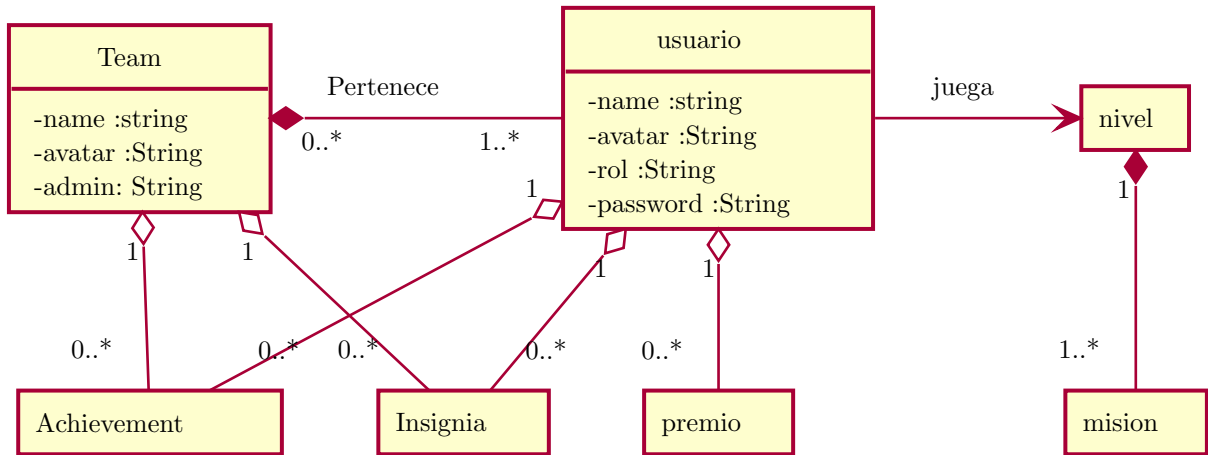 Team
-name :string
-avatar :String
-admin: String
Pertenece
0..*
1..*
usuario
-name :string
-avatar :String
-rol :String
-password :String
juega
nivel
1
1
1
1
1
1
0..*
0..*
0..*
0..*
0..*
1..*
Achievement
Insignia
premio
mision